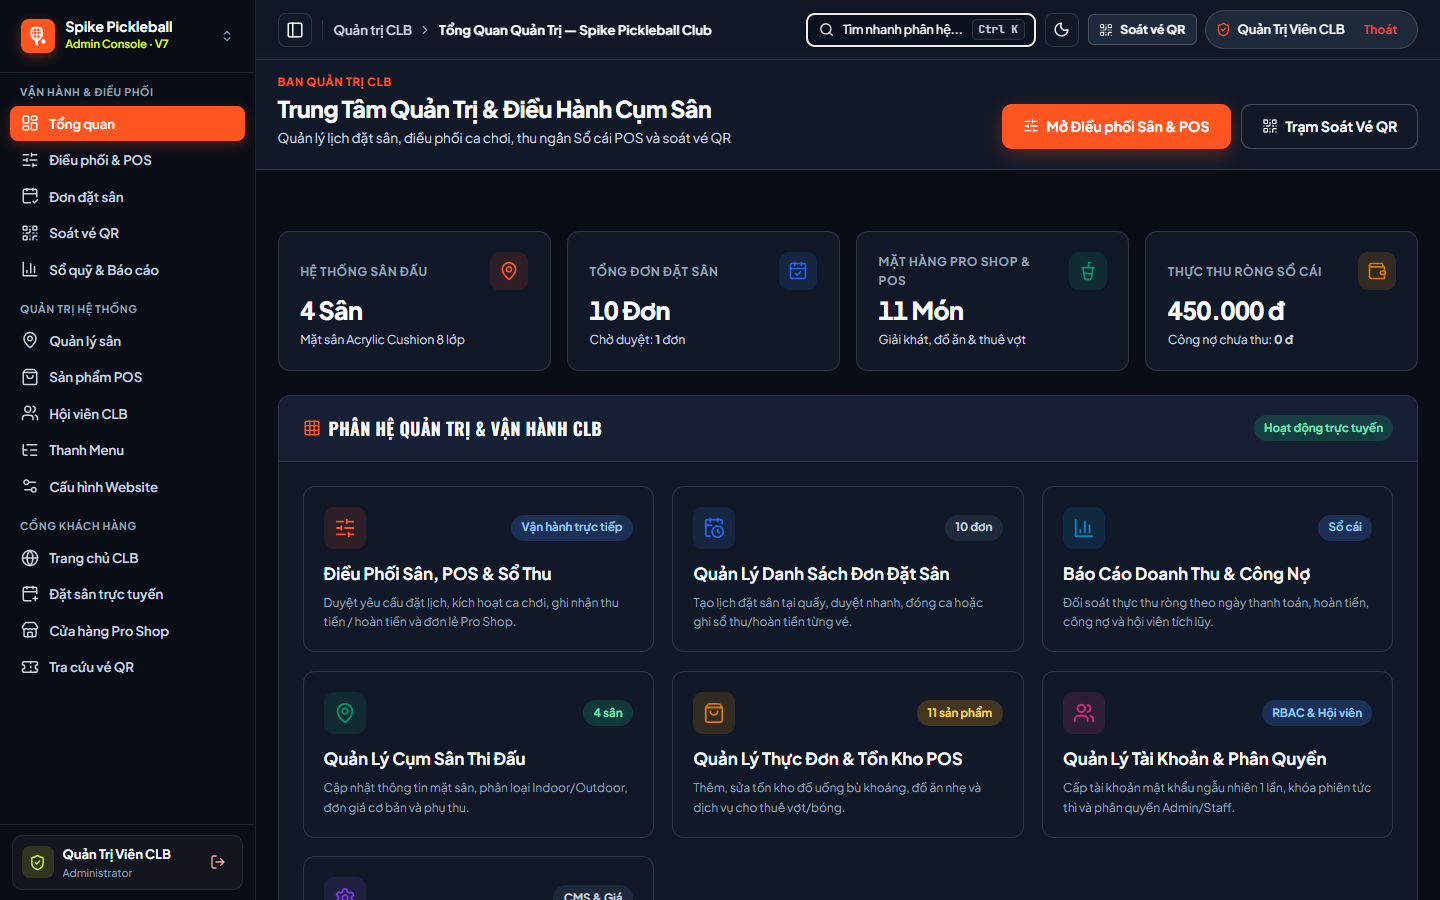 Spike Pickleball
Admin Console · V7
VẬN HÀNH & ĐIỀU PHỐI
Tổng quan
Điều phối & POS
Đơn đặt sân
Soát vé QR
Sổ quỹ & Báo cáo
QUẢN TRỊ HỆ THỐNG
Quản lý sân
Sản phẩm POS
Hội viên CLB
Thanh Menu
Cấu hình Website
CỔNG KHÁCH HÀNG
Trang chủ CLB
Đặt sân trực tuyến
Cửa hàng Pro Shop
Tra cứu vé QR
Quản Trị Viên CLB
Administrator
Quản trị CLB > Tổng Quan Quản Trị — Spike Pickleball Club
Tìm nhanh phân hệ... Ctrl K
Soát vé QR
Quản Trị Viên CLB Thoát
BAN QUẢN TRỊ CLB
Trung Tâm Quản Trị & Điều Hành Cụm Sân
Quản lý lịch đặt sân, điều phối ca chơi, thu ngân Sổ cái POS và soát vé QR
Mở Điều phối Sân & POS
Trạm Soát Vé QR
HỆ THỐNG SÂN ĐẤU
4 Sân
Mặt sân Acrylic Cushion 8 lớp
TỔNG ĐƠN ĐẶT SÂN
10 Đơn
Chờ duyệt: 1 đơn
MẶT HÀNG PRO SHOP &
POS
11 Món
Giải khát, đồ ăn & thuê vợt
THỰC THU RÒNG SỔ CÁI
450.000 đ
Công nợ chưa thu: 0 đ
PHÂN HỆ QUẢN TRỊ & VẬN HÀNH CLB
Hoạt động trực tuyến
Vận hành trực tiếp
Điều Phối Sân, POS & Sổ Thu
Duyệt yêu cầu đặt lịch, kích hoạt ca chơi, ghi nhận thu
tiền / hoàn tiền và đơn lẻ Pro Shop.
10 đơn
Quản Lý Danh Sách Đơn Đặt Sân
Tạo lịch đặt sân tại quầy, duyệt nhanh, đóng ca hoặc
ghi sổ thu/hoàn tiền từng vé.
Sổ cái
Báo Cáo Doanh Thu & Công Nợ
Đối soát thực thu ròng theo ngày thanh toán, hoàn tiền,
công nợ và hội viên tích lũy.
4 sân
Quản Lý Cụm Sân Thi Đấu
Cập nhật thông tin mặt sân, phân loại Indoor/Outdoor,
đơn giá cơ bản và phụ thu.
11 sản phẩm
Quản Lý Thực Đơn & Tồn Kho POS
Thêm, sửa tồn kho đồ uống bù khoáng, đồ ăn nhẹ và
dịch vụ cho thuê vợt/bóng.
RBAC & Hội viên
Quản Lý Tài Khoản & Phân Quyền
Cấp tài khoản mật khẩu ngẫu nhiên 1 lần, khóa phiên tức
thì và phân quyền Admin/Staff.
CMS & Giá